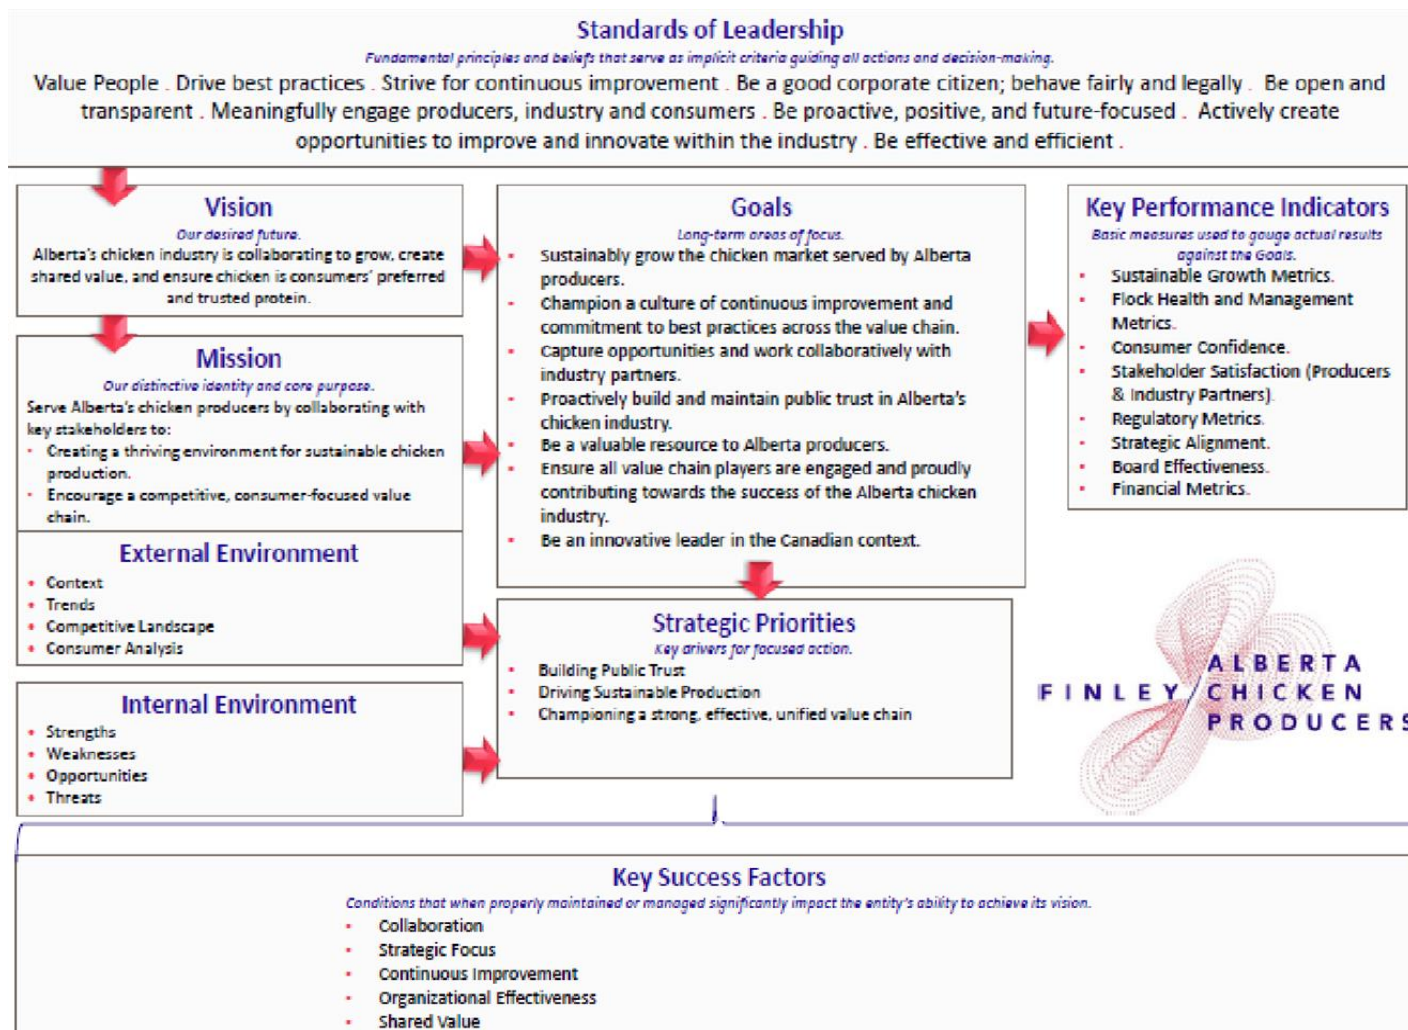 Standards of Leadership
Fundamental principles and beliefs that serve as implicit criteria guiding all actions and decision-making.
Value People . Drive best practices . Strive for continuous improvement . Be a good corporate citizen; behave fairly and legally . Be open and
transparent . Meaningfully engage producers, industry and consumers . Be proactive, positive, and future-focused . Actively create
opportunities to improve and innovate within the industry . Be effective and efficient .
Vision
Our desired future.
Alberta's chicken industry is collaborating to grow, create
shared value, and ensure chicken is consumers' preferred
and trusted protein.
Mission
Our distinctive identity and core purpose.
Serve Alberta's chicken producers by collaborating with
key stakeholders to:
• Creating a thriving environment for sustainable chicken
production.
• Encourage a competitive, consumer-focused value
chain.
External Environment
• Context
• Trends
• Competitive Landscape
• Consumer Analysis
Internal Environment
• Strengths
• Weaknesses
• Opportunities
• Threats
Goals
Long-term areas of focus.
• Sustainably grow the chicken market served by Alberta
producers.
• Champion a culture of continuous improvement and
commitment to best practices across the value chain.
• Capture opportunities and work collaboratively with
industry partners.
• Proactively build and maintain public trust in Alberta's
chicken industry.
• Be a valuable resource to Alberta producers.
• Ensure all value chain players are engaged and proudly
contributing towards the success of the Alberta chicken
industry.
• Be an innovative leader in the Canadian context.
Strategic Priorities
Key drivers for focused action.
• Building Public Trust
• Driving Sustainable Production
• Championing a strong, effective, unified value chain
Key Performance Indicators
Basic measures used to gauge actual results
against the Goals.
• Sustainable Growth Metrics.
• Flock Health and Management
Metrics.
• Consumer Confidence.
• Stakeholder Satisfaction (Producers
& Industry Partners).
• Regulatory Metrics.
• Strategic Alignment.
• Board Effectiveness.
• Financial Metrics.
ALBERTA
FINLEY/CHICKEN
PRODUCERS
Key Success Factors
Conditions that when properly maintained or managed significantly impact the entity's ability to achieve its vision.
• Collaboration
• Strategic Focus
• Continuous Improvement
• Organizational Effectiveness
• Shared Value